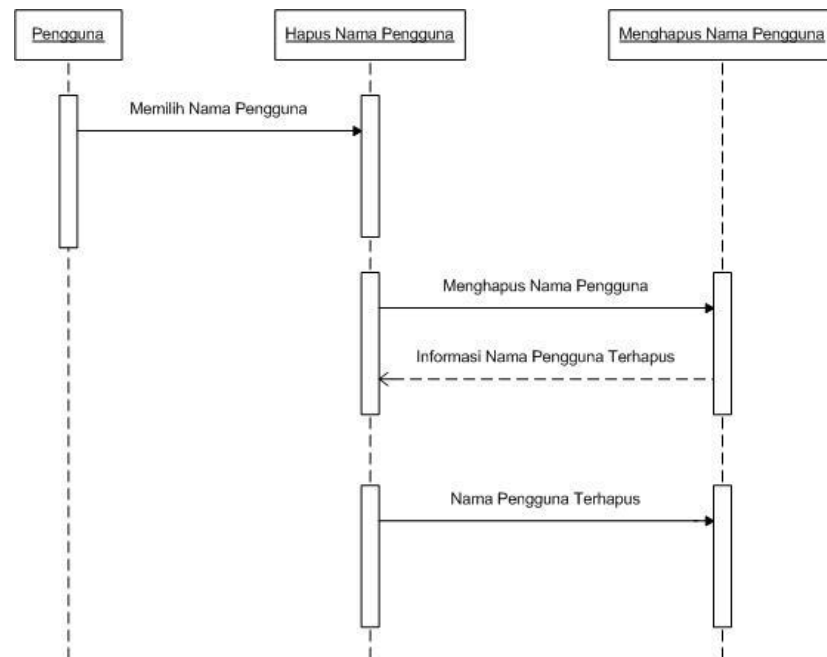 Pengguna
Hapus Nama Pengguna
Menghapus Nama Pengguna
Memilih Nama Pengguna
Menghapus Nama Pengguna
Informasi Nama Pengguna Terhapus
Nama Pengguna Terhapus